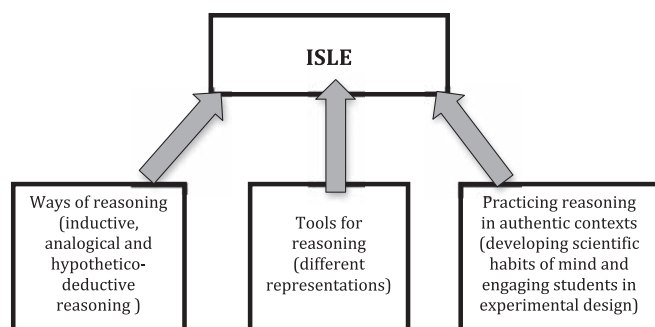 ISLE
Ways of reasoning
(inductive,
analogical and
hypothetico-
deductive
reasoning )
Tools for
reasoning
(different
representations)
Practicing reasoning
in authentic contexts
(developing scientific
habits of mind and
engaging students in
experimental design)